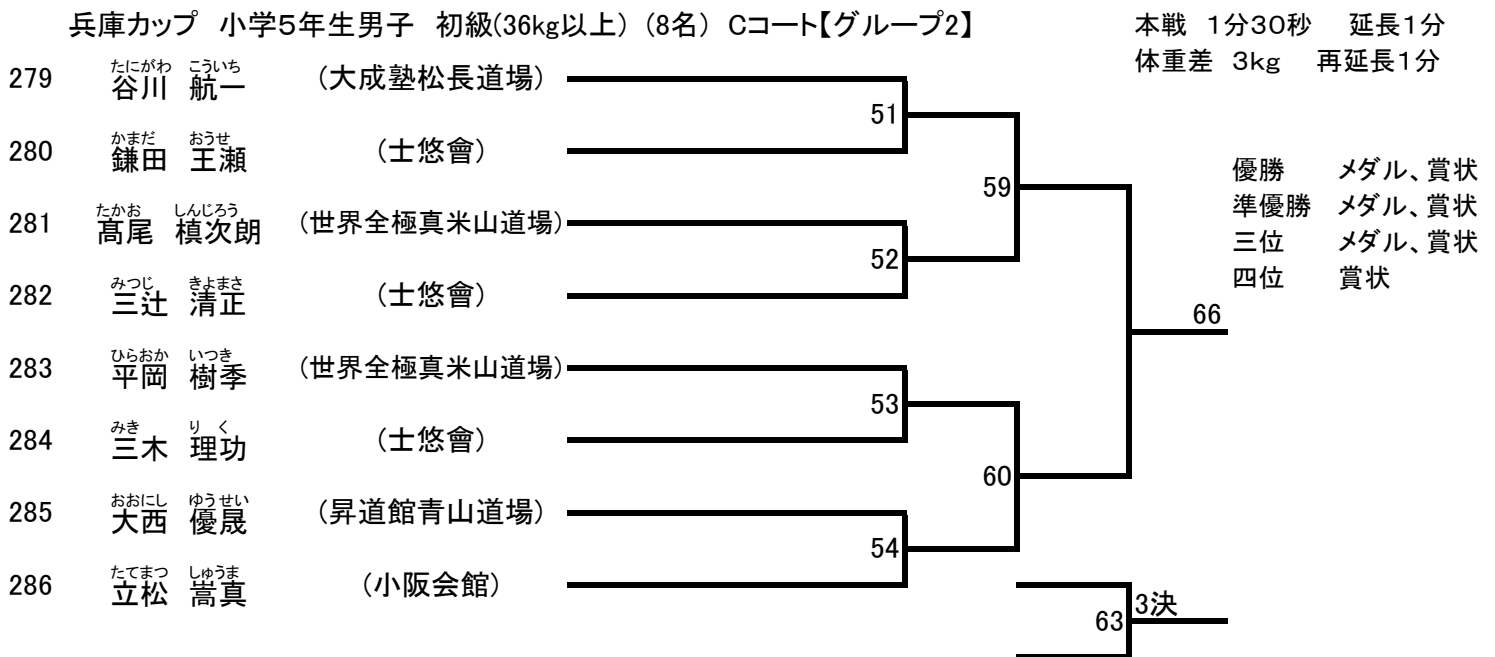 兵庫カップ 小学5年生男子 初級(36kg以上) (8名) Cコート【グループ2】
本戦 1分30秒 延長1分
体重差 3kg 再延長1分
たにがわ こういち
279 谷川 航一 (大成塾松長道場)
51
かまだ おうせ
280 鎌田 王瀬 (士悠會)
59
たかお しんじろう
281 髙尾 槙次朗 (世界全極真米山道場)
52
みつじ きよまさ
282 三辻 清正 (士悠會)
優勝 メダル、賞状
準優勝 メダル、賞状
三位 メダル、賞状
四位 賞状
66
ひらおか いつき
283 平岡 樹季 (世界全極真米山道場)
53
みき りく
284 三木 理功 (士悠會)
60
おおにし ゆうせい
285 大西 優晟 (昇道館青山道場)
54
たてまつ しゅうま
286 立松 嵩真 (小阪会館)
63 3決